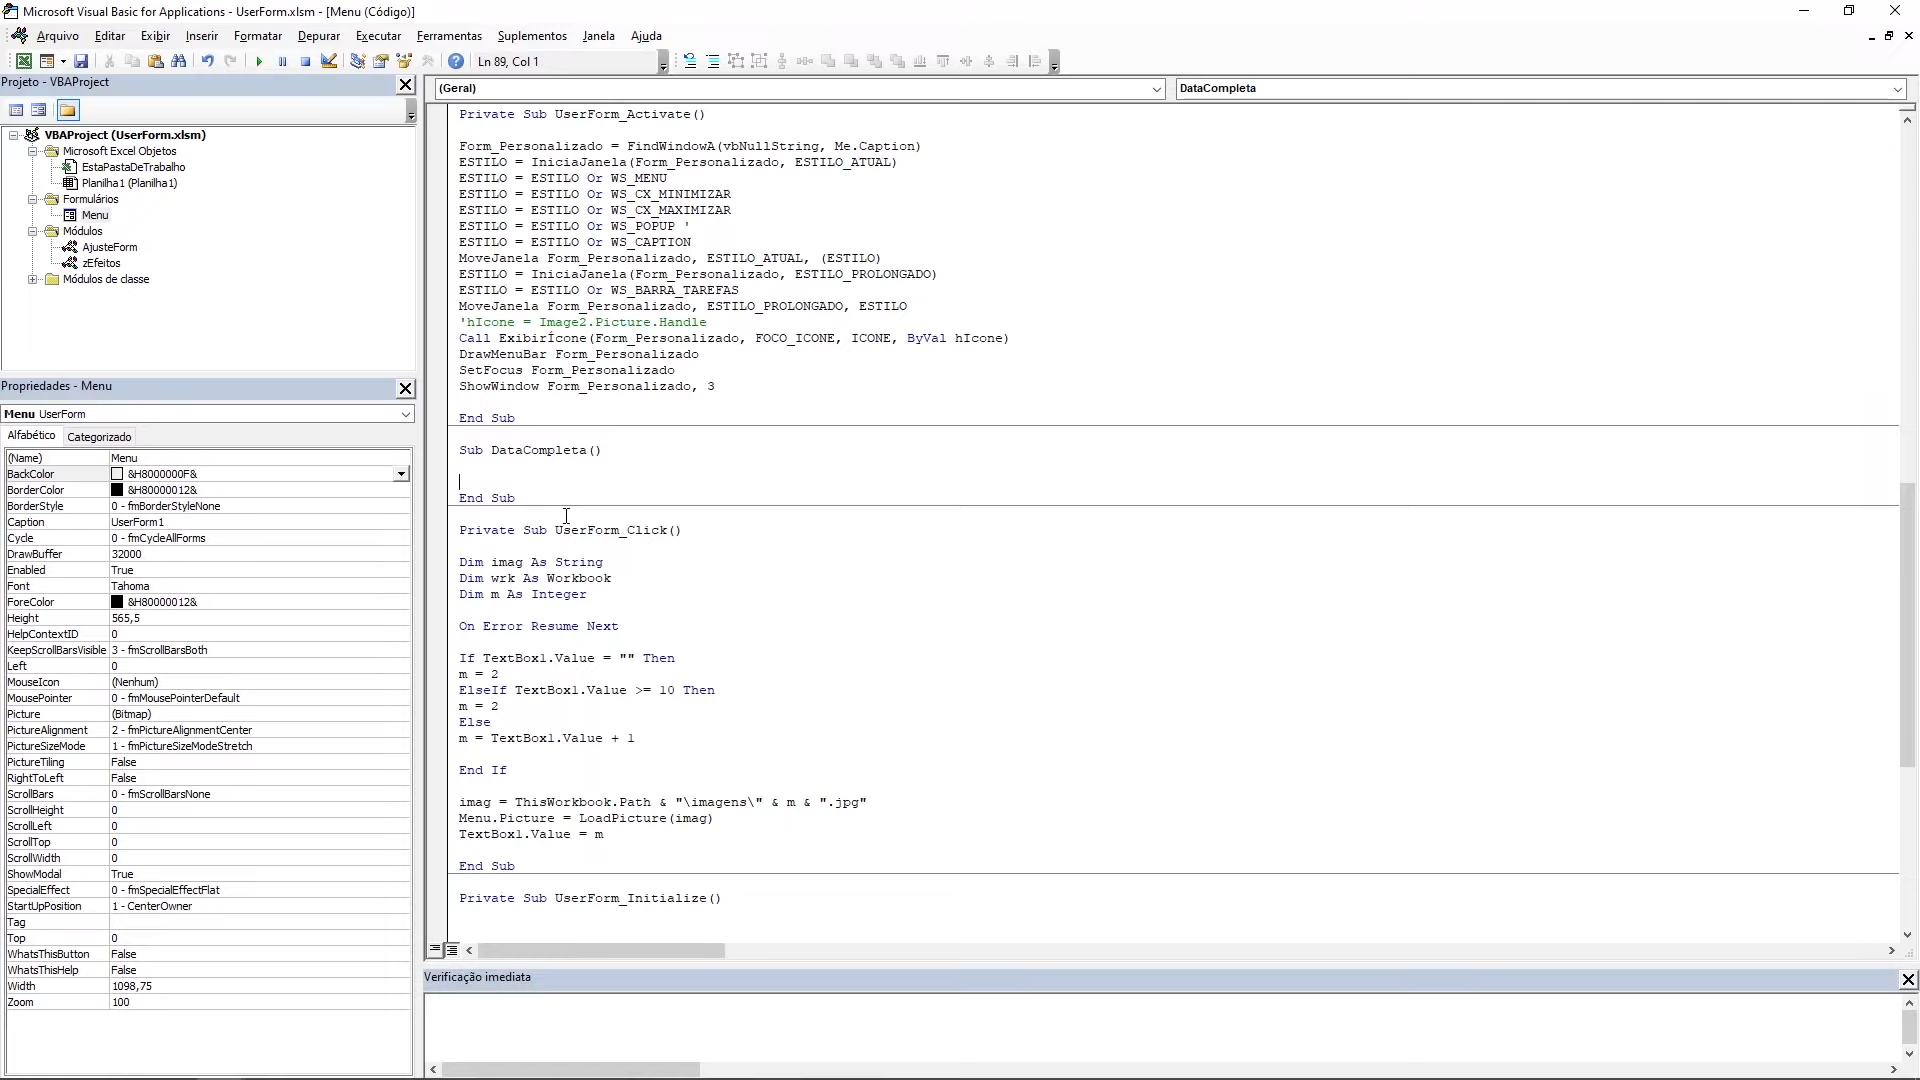 Microsoft Visual Basic for Applications - UserForm.xlsm - [Menu (Código)]
Arquivo Editar Exibir Inserir Formatar Depurar Executar Ferramentas Suplementos Janela Ajuda
Ln 89, Col 1
Projeto - VBAProject
VBAProject (UserForm.xlsm)
Microsoft Excel Objetos
EstaPastaDeTrabalho
Planilha1 (Planilha1)
Formulários
Menu
Módulos
AjusteForm
zEfeitos
Módulos de classe
Propriedades - Menu
Menu UserForm
Alfabético Categorizado
(Name) Menu
BackColor &H8000000F&
BorderColor &H80000012&
BorderStyle 0 - fmBorderStyleNone
Caption UserForm1
Cycle 0 - fmCycleAllForms
DrawBuffer 32000
Enabled True
Font Tahoma
ForeColor &H80000012&
Height 565,5
HelpContextID 0
KeepScrollBarsVisible 3 - fmScrollBarsBoth
Left 0
MouseIcon (Nenhum)
MousePointer 0 - fmMousePointerDefault
Picture (Bitmap)
PictureAlignment 2 - fmPictureAlignmentCenter
PictureSizeMode 1 - fmPictureSizeModeStretch
PictureTiling False
RightToLeft False
ScrollBars 0 - fmScrollBarsNone
ScrollHeight 0
ScrollLeft 0
ScrollTop 0
ScrollWidth 0
ShowModal True
SpecialEffect 0 - fmSpecialEffectFlat
StartUpPosition 1 - CenterOwner
Tag
Top 0
WhatsThisButton False
WhatsThisHelp False
Width 1098,75
Zoom 100
(Geral) DataCompleta
Private Sub UserForm_Activate()
Form_Personalizado = FindWindowA(vbNullString, Me.Caption)
ESTILO = IniciaJanela(Form_Personalizado, ESTILO_ATUAL)
ESTILO = ESTILO Or WS_MENU
ESTILO = ESTILO Or WS_CX_MINIMIZAR
ESTILO = ESTILO Or WS_CX_MAXIMIZAR
ESTILO = ESTILO Or WS_POPUP '
ESTILO = ESTILO Or WS_CAPTION
MoveJanela Form_Personalizado, ESTILO_ATUAL, (ESTILO)
ESTILO = IniciaJanela(Form_Personalizado, ESTILO_PROLONGADO)
ESTILO = ESTILO Or WS_BARRA_TAREFAS
MoveJanela Form_Personalizado, ESTILO_PROLONGADO, ESTILO
'hIcone = Image2.Picture.Handle
Call ExibirÍcone(Form_Personalizado, FOCO_ICONE, ICONE, ByVal hIcone)
DrawMenuBar Form_Personalizado
SetFocus Form_Personalizado
ShowWindow Form_Personalizado, 3
End Sub
Sub DataCompleta()
End Sub
Private Sub UserForm_Click()
Dim imag As String
Dim wrk As Workbook
Dim m As Integer
On Error Resume Next
If TextBox1.Value = "" Then
m = 2
ElseIf TextBox1.Value >= 10 Then
m = 2
Else
m = TextBox1.Value + 1
End If
imag = ThisWorkbook.Path & "\imagens\" & m & ".jpg"
Menu.Picture = LoadPicture(imag)
TextBox1.Value = m
End Sub
Private Sub UserForm_Initialize()
Verificação imediata